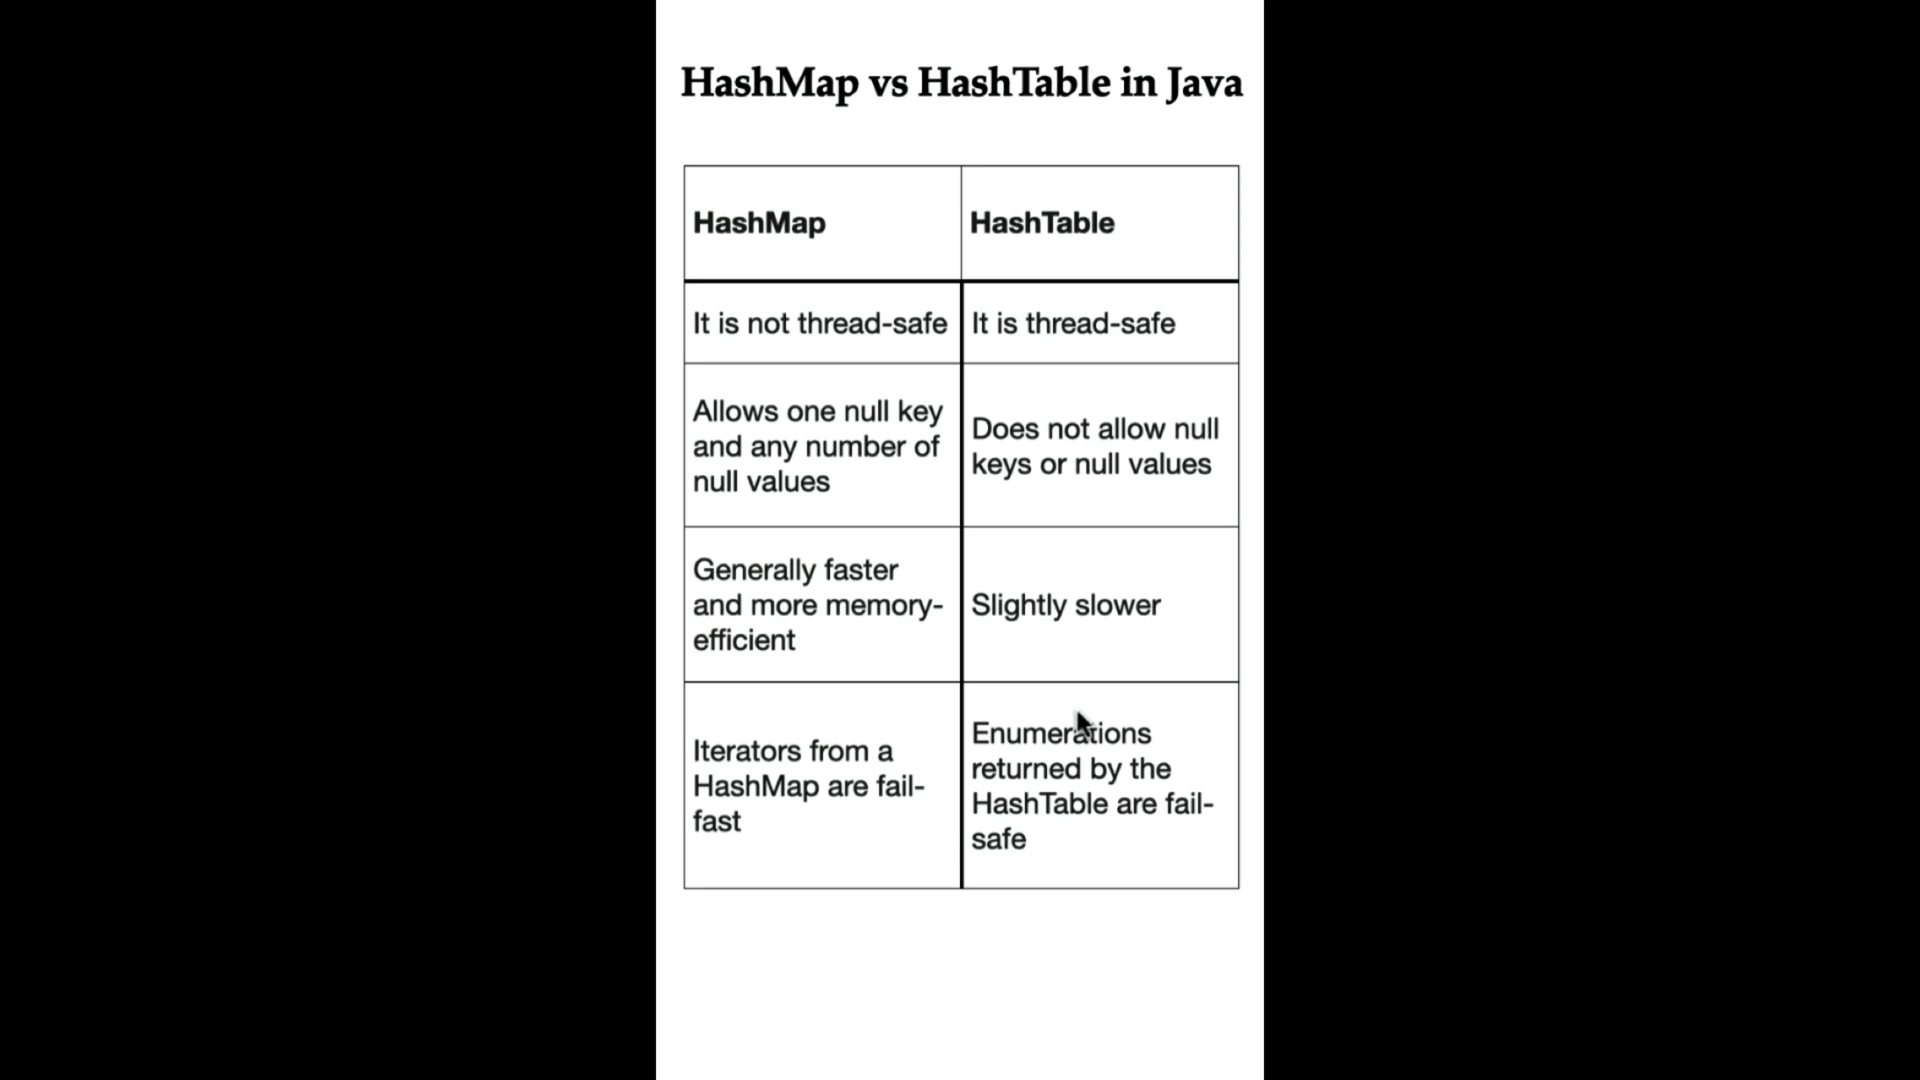 HashMap vs HashTable in Java
HashMap
HashTable
It is not thread-safe
It is thread-safe
Allows one null key
and any number of
null values
Does not allow null
keys or null values
Generally faster
and more memory-
efficient
Slightly slower
Iterators from a
HashMap are fail-
fast
Enumerations
returned by the
HashTable are fail-
safe